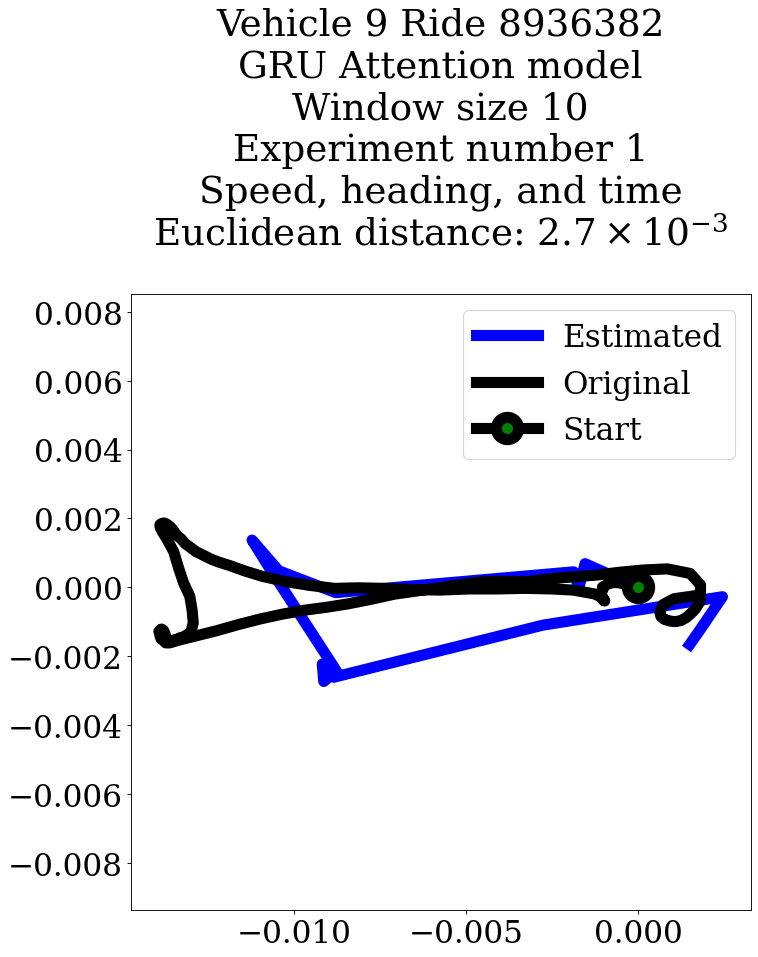 Vehicle 9 Ride 8936382
GRU Attention model
Window size 10
Experiment number 1
Speed, heading, and time
Euclidean distance: 2.7 × 10⁻³
Estimated
Original
Start
0.008
0.006
0.004
0.002
0.000
−0.002
−0.004
−0.006
−0.008
−0.010
−0.005
0.000